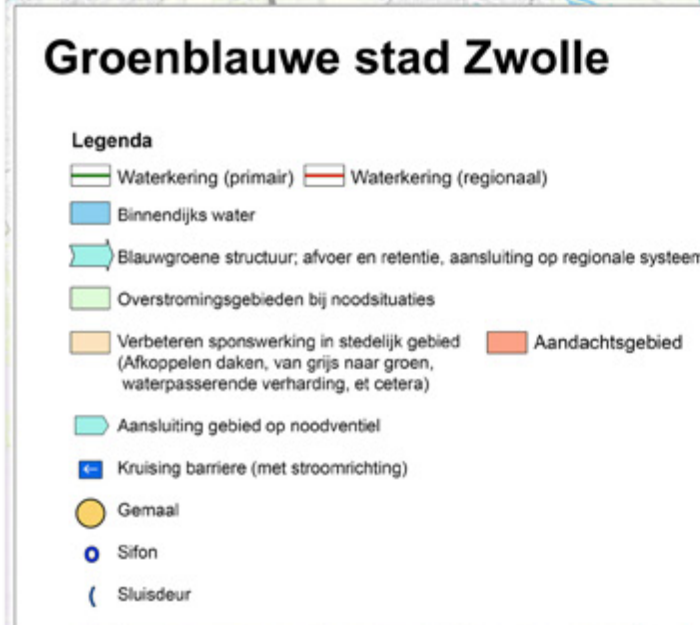 Groenblauwe stad Zwolle
Legenda
Waterkering (primair) Waterkering (regionaal)
Binnendijks water
Blauwgroene structuur; afvoer en retentie, aansluiting op regionale systeem
Overstromingsgebieden bij noodsituaties
Verbeteren sponswerking in stedelijk gebied Aandachtsgebied
(Afkoppelen daken, van grijs naar groen,
waterpasserende verharding, et cetera)
Aansluiting gebied op noodventiel
Kruising barriere (met stroomrichting)
Gemaal
Sifon
Sluisdeur